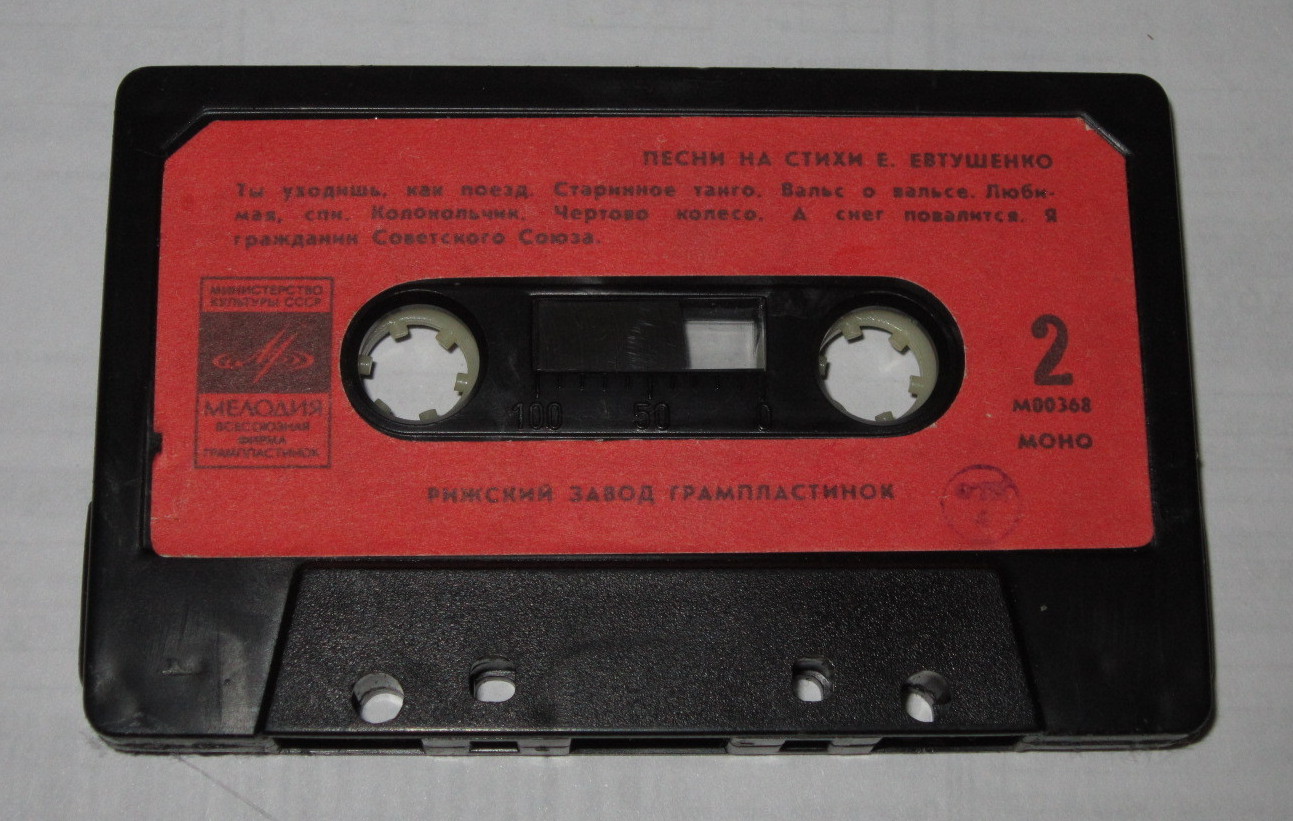 ПЕСНИ НА СТИХИ Е. ЕВТУШЕНКО
Ты уходишь, как поезд. Старинное танго. Вальс о вальсе. Люби-
мая, спи. Колокольчик. Чертово колесо. А снег повалится. Я
гражданин Советского Союза.
МИНИСТЕРСТВО
КУЛЬТУРЫ СССР
МЕЛОДИЯ
ВСЕСОЮЗНАЯ
ФИРМА
ГРАМПЛАСТИНОК
100 50 0
2
М00368
МОНО
РИЖСКИЙ ЗАВОД ГРАМПЛАСТИНОК